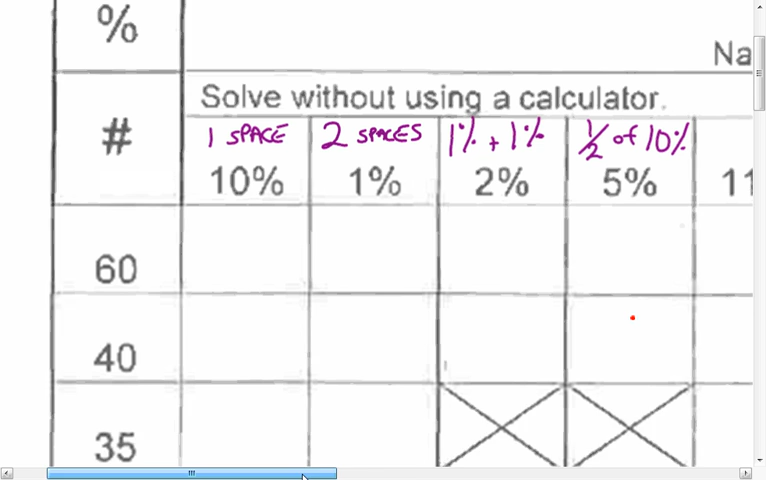 %
Na
Solve without using a calculator.
#
1 SPACE 2 SPACES 1% + 1% 1/2 of 10%
10% 1% 2% 5% 11
60
40
35